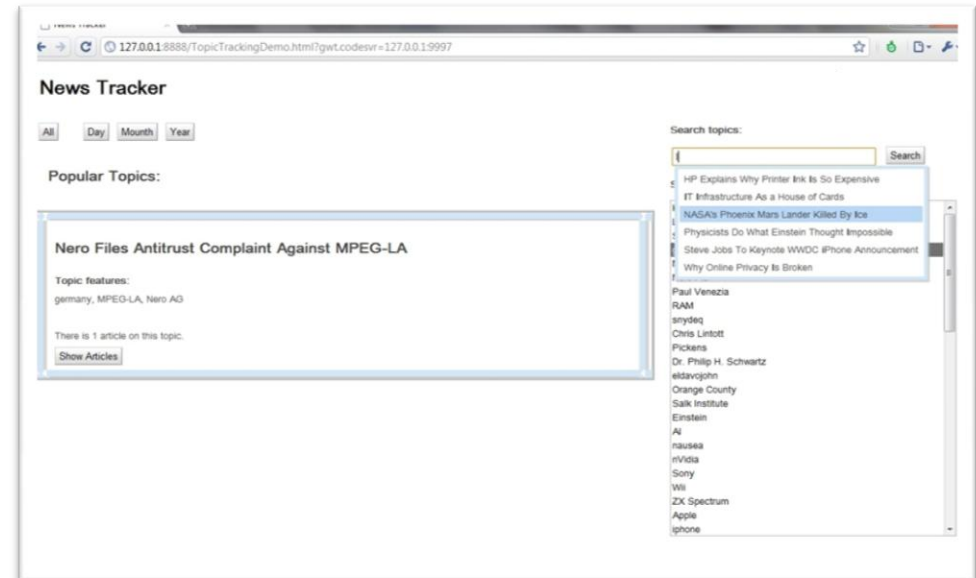 News Tracker
127.0.0.1:8888/TopicTrackingDemo.html?gwt.codesvr=127.0.0.1:9997
News Tracker
All Day Mounth Year
Search topics:
i Search
Popular Topics:
HP Explains Why Printer Ink Is So Expensive
IT Infrastructure As a House of Cards
NASA's Phoenix Mars Lander Killed By Ice
Physicists Do What Einstein Thought Impossible
Steve Jobs To Keynote WWDC iPhone Announcement
Why Online Privacy Is Broken
Nero Files Antitrust Complaint Against MPEG-LA
Topic features:
germany, MPEG-LA, Nero AG
There is 1 article on this topic.
Show Articles
Paul Venezia
RAM
snydeq
Chris Lintott
Pickens
Dr. Philip H. Schwartz
eldavojohn
Orange County
Salk Institute
Einstein
AI
nausea
nVidia
Sony
Wii
ZX Spectrum
Apple
iphone